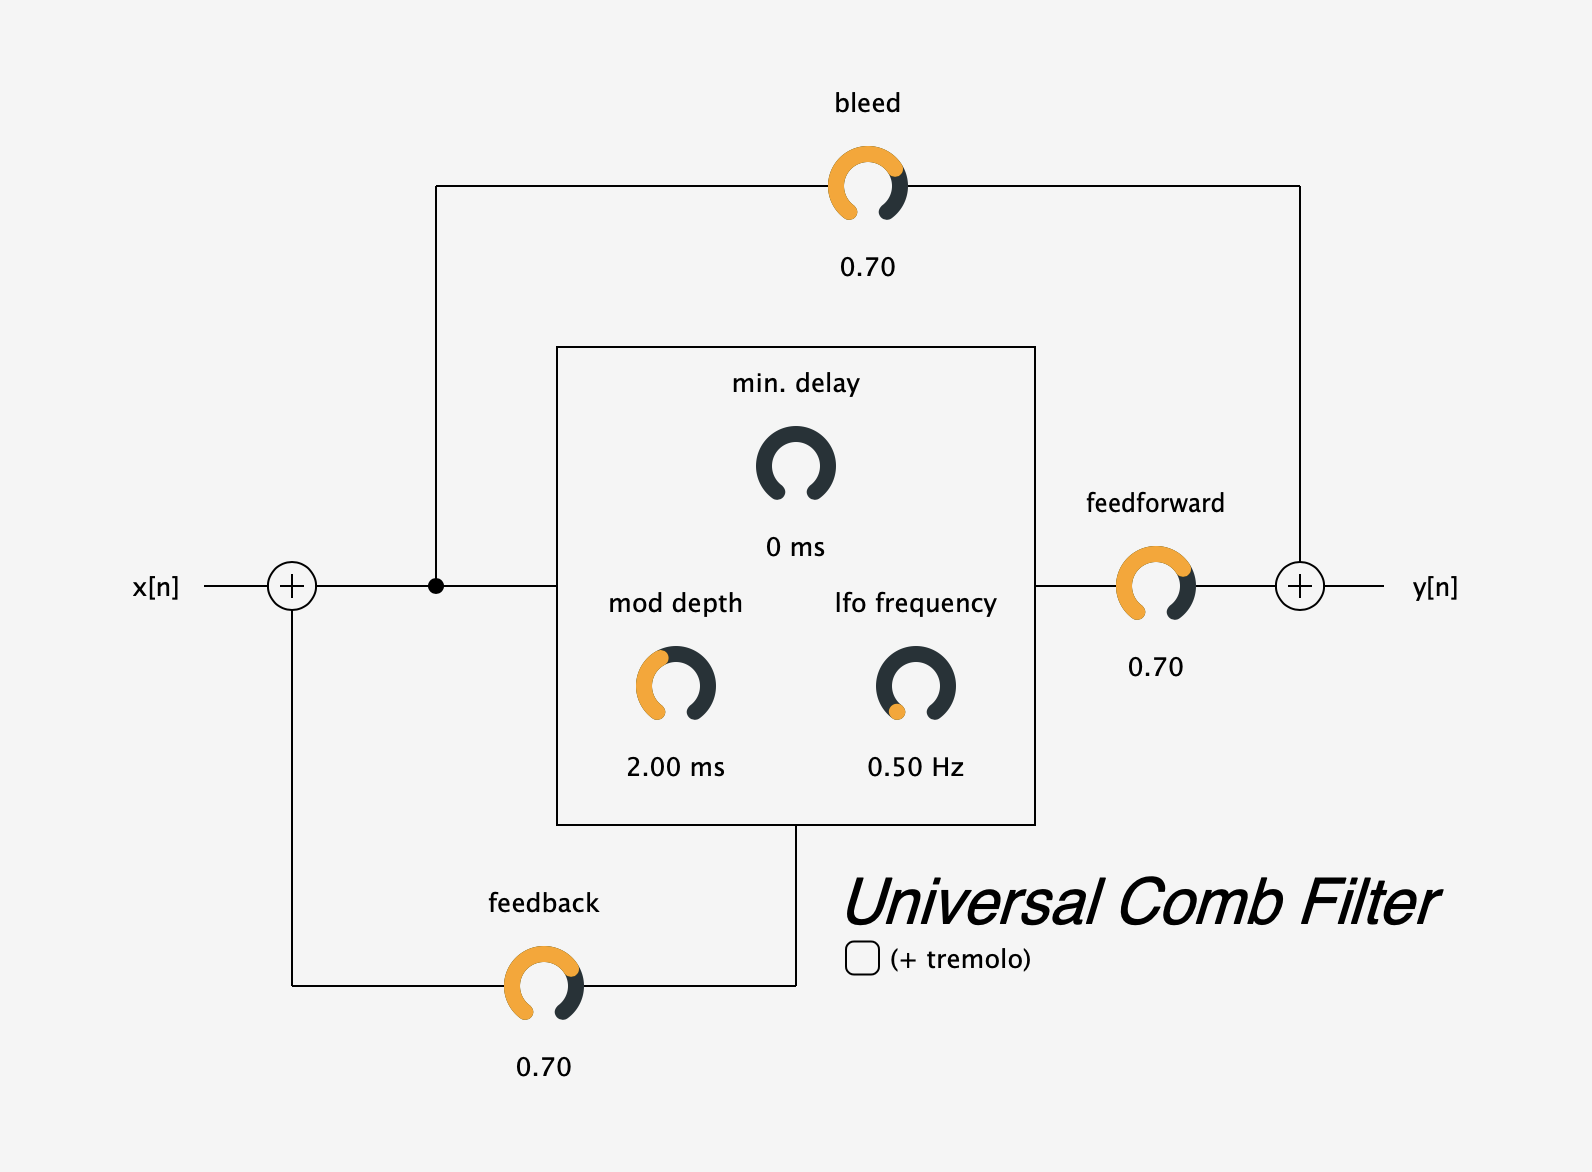 bleed
0.70
min. delay
0 ms
feedforward
0.70
x[n]
y[n]
mod depth
2.00 ms
lfo frequency
0.50 Hz
feedback
0.70
Universal Comb Filter
(+ tremolo)